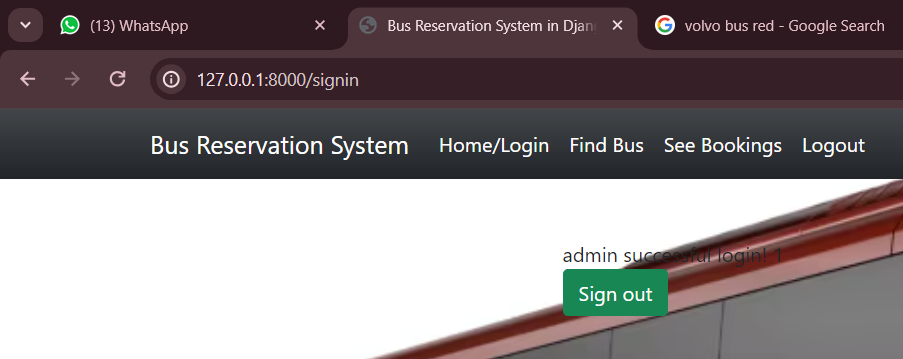 (13) WhatsApp
Bus Reservation System in Djang
volvo bus red - Google Search
127.0.0.1:8000/signin
Bus Reservation System Home/Login Find Bus See Bookings Logout
admin successful login! 1
Sign out